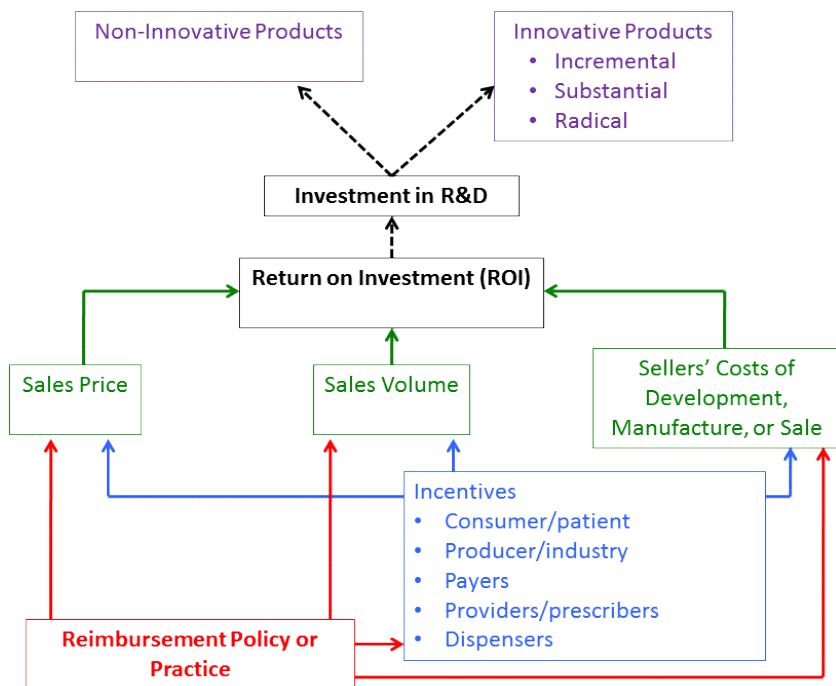 Non-Innovative Products
Innovative Products
• Incremental
• Substantial
• Radical
Investment in R&D
Return on Investment (ROI)
Sales Price
Sales Volume
Sellers’ Costs of
Development,
Manufacture, or Sale
Incentives
• Consumer/patient
• Producer/industry
• Payers
• Providers/prescribers
• Dispensers
Reimbursement Policy or
Practice